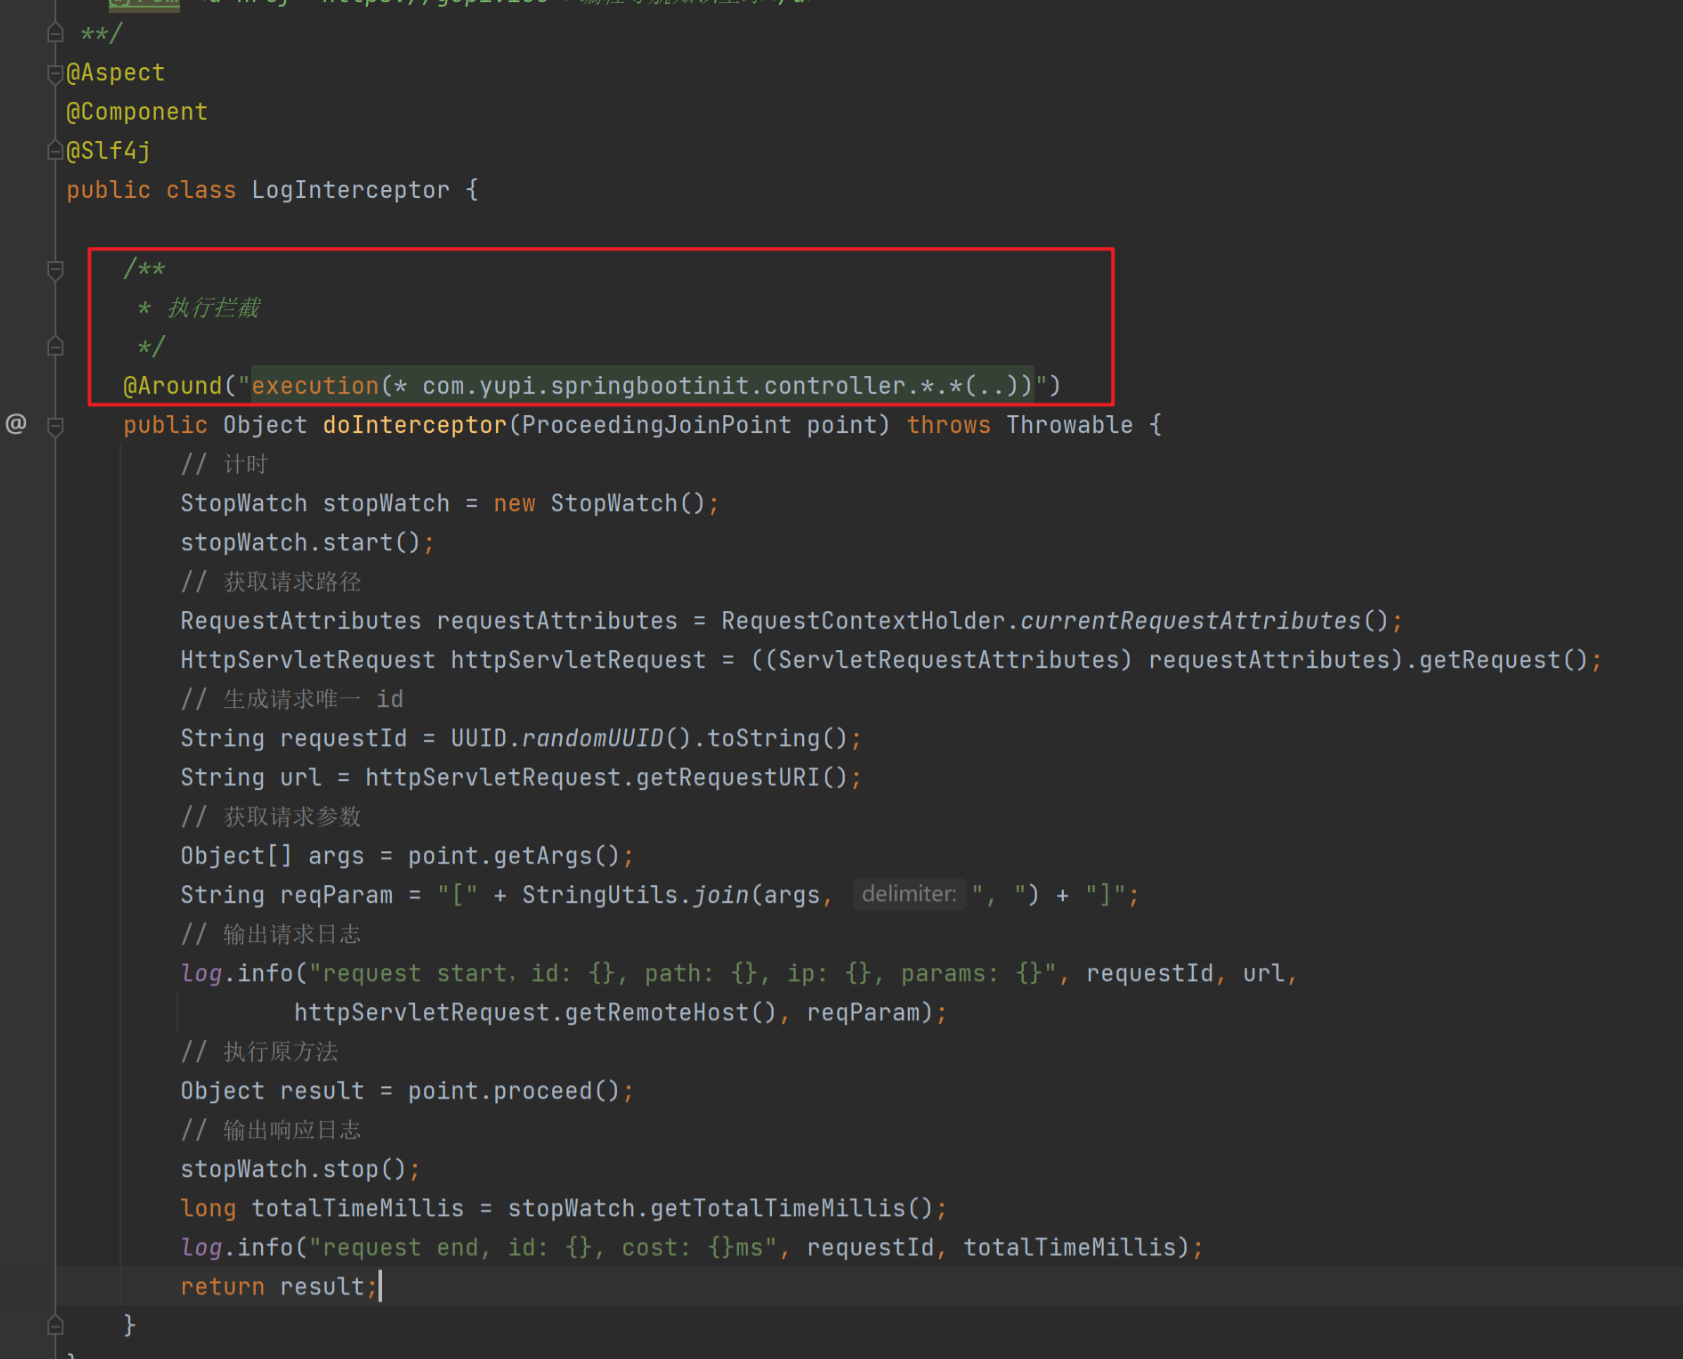 **/
@Aspect
@Component
@Slf4j
public class LogInterceptor {
/**
* 执行拦截
*/
@Around("execution(* com.yupi.springbootinit.controller.*.*(..))")
@ public Object doInterceptor(ProceedingJoinPoint point) throws Throwable {
// 计时
StopWatch stopWatch = new StopWatch();
stopWatch.start();
// 获取请求路径
RequestAttributes requestAttributes = RequestContextHolder.currentRequestAttributes();
HttpServletRequest httpServletRequest = ((ServletRequestAttributes) requestAttributes).getRequest();
// 生成请求唯一 id
String requestId = UUID.randomUUID().toString();
String url = httpServletRequest.getRequestURI();
// 获取请求参数
Object[] args = point.getArgs();
String reqParam = "[" + StringUtils.join(args, delimiter: ", ") + "]";
// 输出请求日志
log.info("request start，id: {}, path: {}, ip: {}, params: {}", requestId, url,
httpServletRequest.getRemoteHost(), reqParam);
// 执行原方法
Object result = point.proceed();
// 输出响应日志
stopWatch.stop();
long totalTimeMillis = stopWatch.getTotalTimeMillis();
log.info("request end, id: {}, cost: {}ms", requestId, totalTimeMillis);
return result;
}